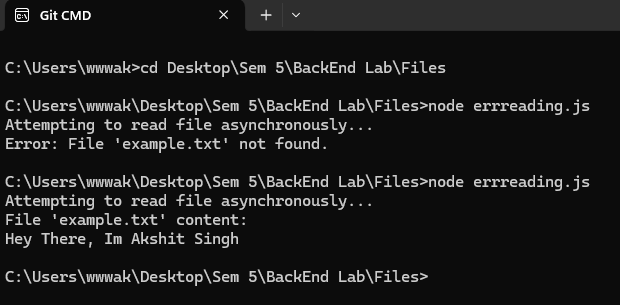 Git CMD
C:\Users\wwwak>cd Desktop\Sem 5\BackEnd Lab\Files
C:\Users\wwwak\Desktop\Sem 5\BackEnd Lab\Files>node errreading.js
Attempting to read file asynchronously...
Error: File 'example.txt' not found.
C:\Users\wwwak\Desktop\Sem 5\BackEnd Lab\Files>node errreading.js
Attempting to read file asynchronously...
File 'example.txt' content:
Hey There, Im Akshit Singh
C:\Users\wwwak\Desktop\Sem 5\BackEnd Lab\Files>